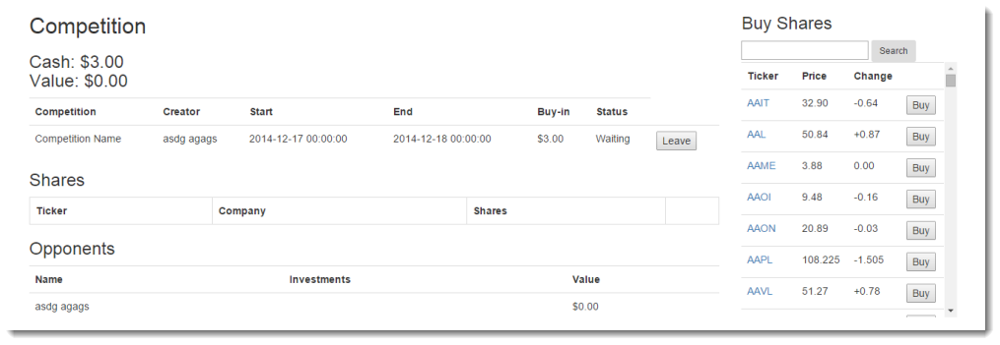 Competition
Cash: $3.00
Value: $0.00
Competition Creator Start End Buy-in Status
Competition Name asdg agags 2014-12-17 00:00:00 2014-12-18 00:00:00 $3.00 Waiting Leave
Shares
Ticker Company Shares
Opponents
Name Investments Value
asdg agags $0.00
Buy Shares
Search
Ticker Price Change
AAIT 32.90 -0.64 Buy
AAL 50.84 +0.87 Buy
AAME 3.88 0.00 Buy
AAOI 9.48 -0.16 Buy
AAON 20.89 -0.03 Buy
AAPL 108.225 -1.505 Buy
AAVL 51.27 +0.78 Buy